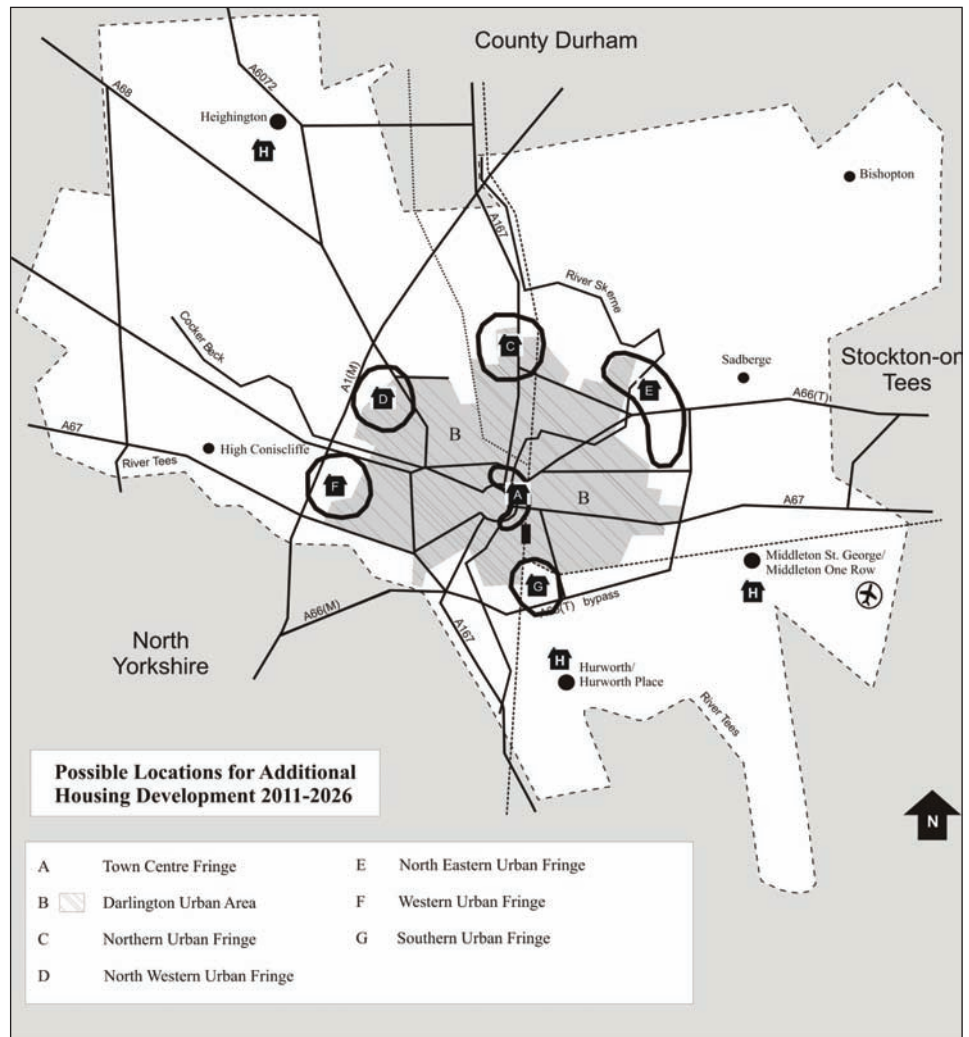 County Durham
A6072
A68
Heighington
H
Bishopton
A167
River Skerne
Cocker Beck
C
A1(M)
Sadberge
Stockton-on
Tees
E
D
A66(T)
B
A67
High Coniscliffe
River Tees
F
A
B
A67
Middleton St. George/
Middleton One Row
H
G
A66(T) bypass
A66(M)
North
Yorkshire
A167
H
Hurworth/
Hurworth Place
River Tees
Possible Locations for Additional
Housing Development 2011-2026
N
A Town Centre Fringe
B Darlington Urban Area
C Northern Urban Fringe
D North Western Urban Fringe
E North Eastern Urban Fringe
F Western Urban Fringe
G Southern Urban Fringe